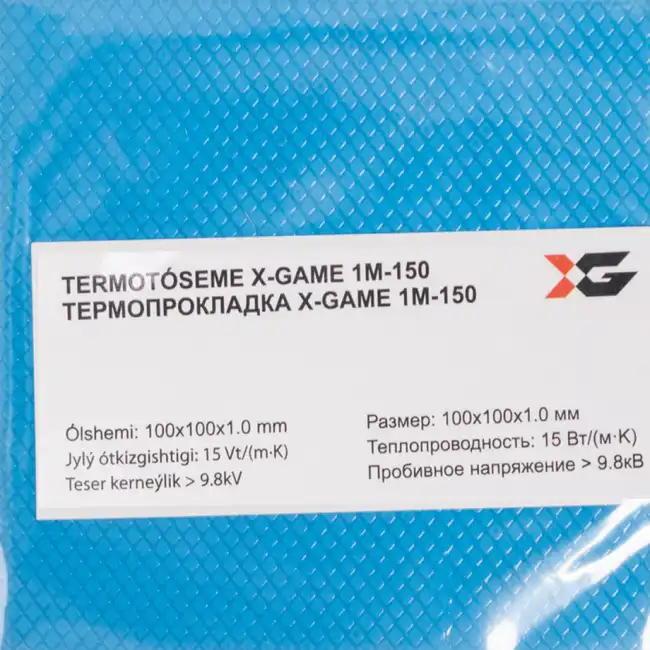 TERMOTÓSEME X-GAME 1M-150
ТЕРМОПРОКЛАДКА X-GAME 1M-150
XG
Ólshemi: 100x100x1.0 mm
Jylý ótkizgishtigi: 15 Vt/(m·K)
Teser kerneýlik > 9.8kV
Размер: 100x100x1.0 мм
Теплопроводность: 15 Вт/(м·K)
Пробивное напряжение > 9.8кВ